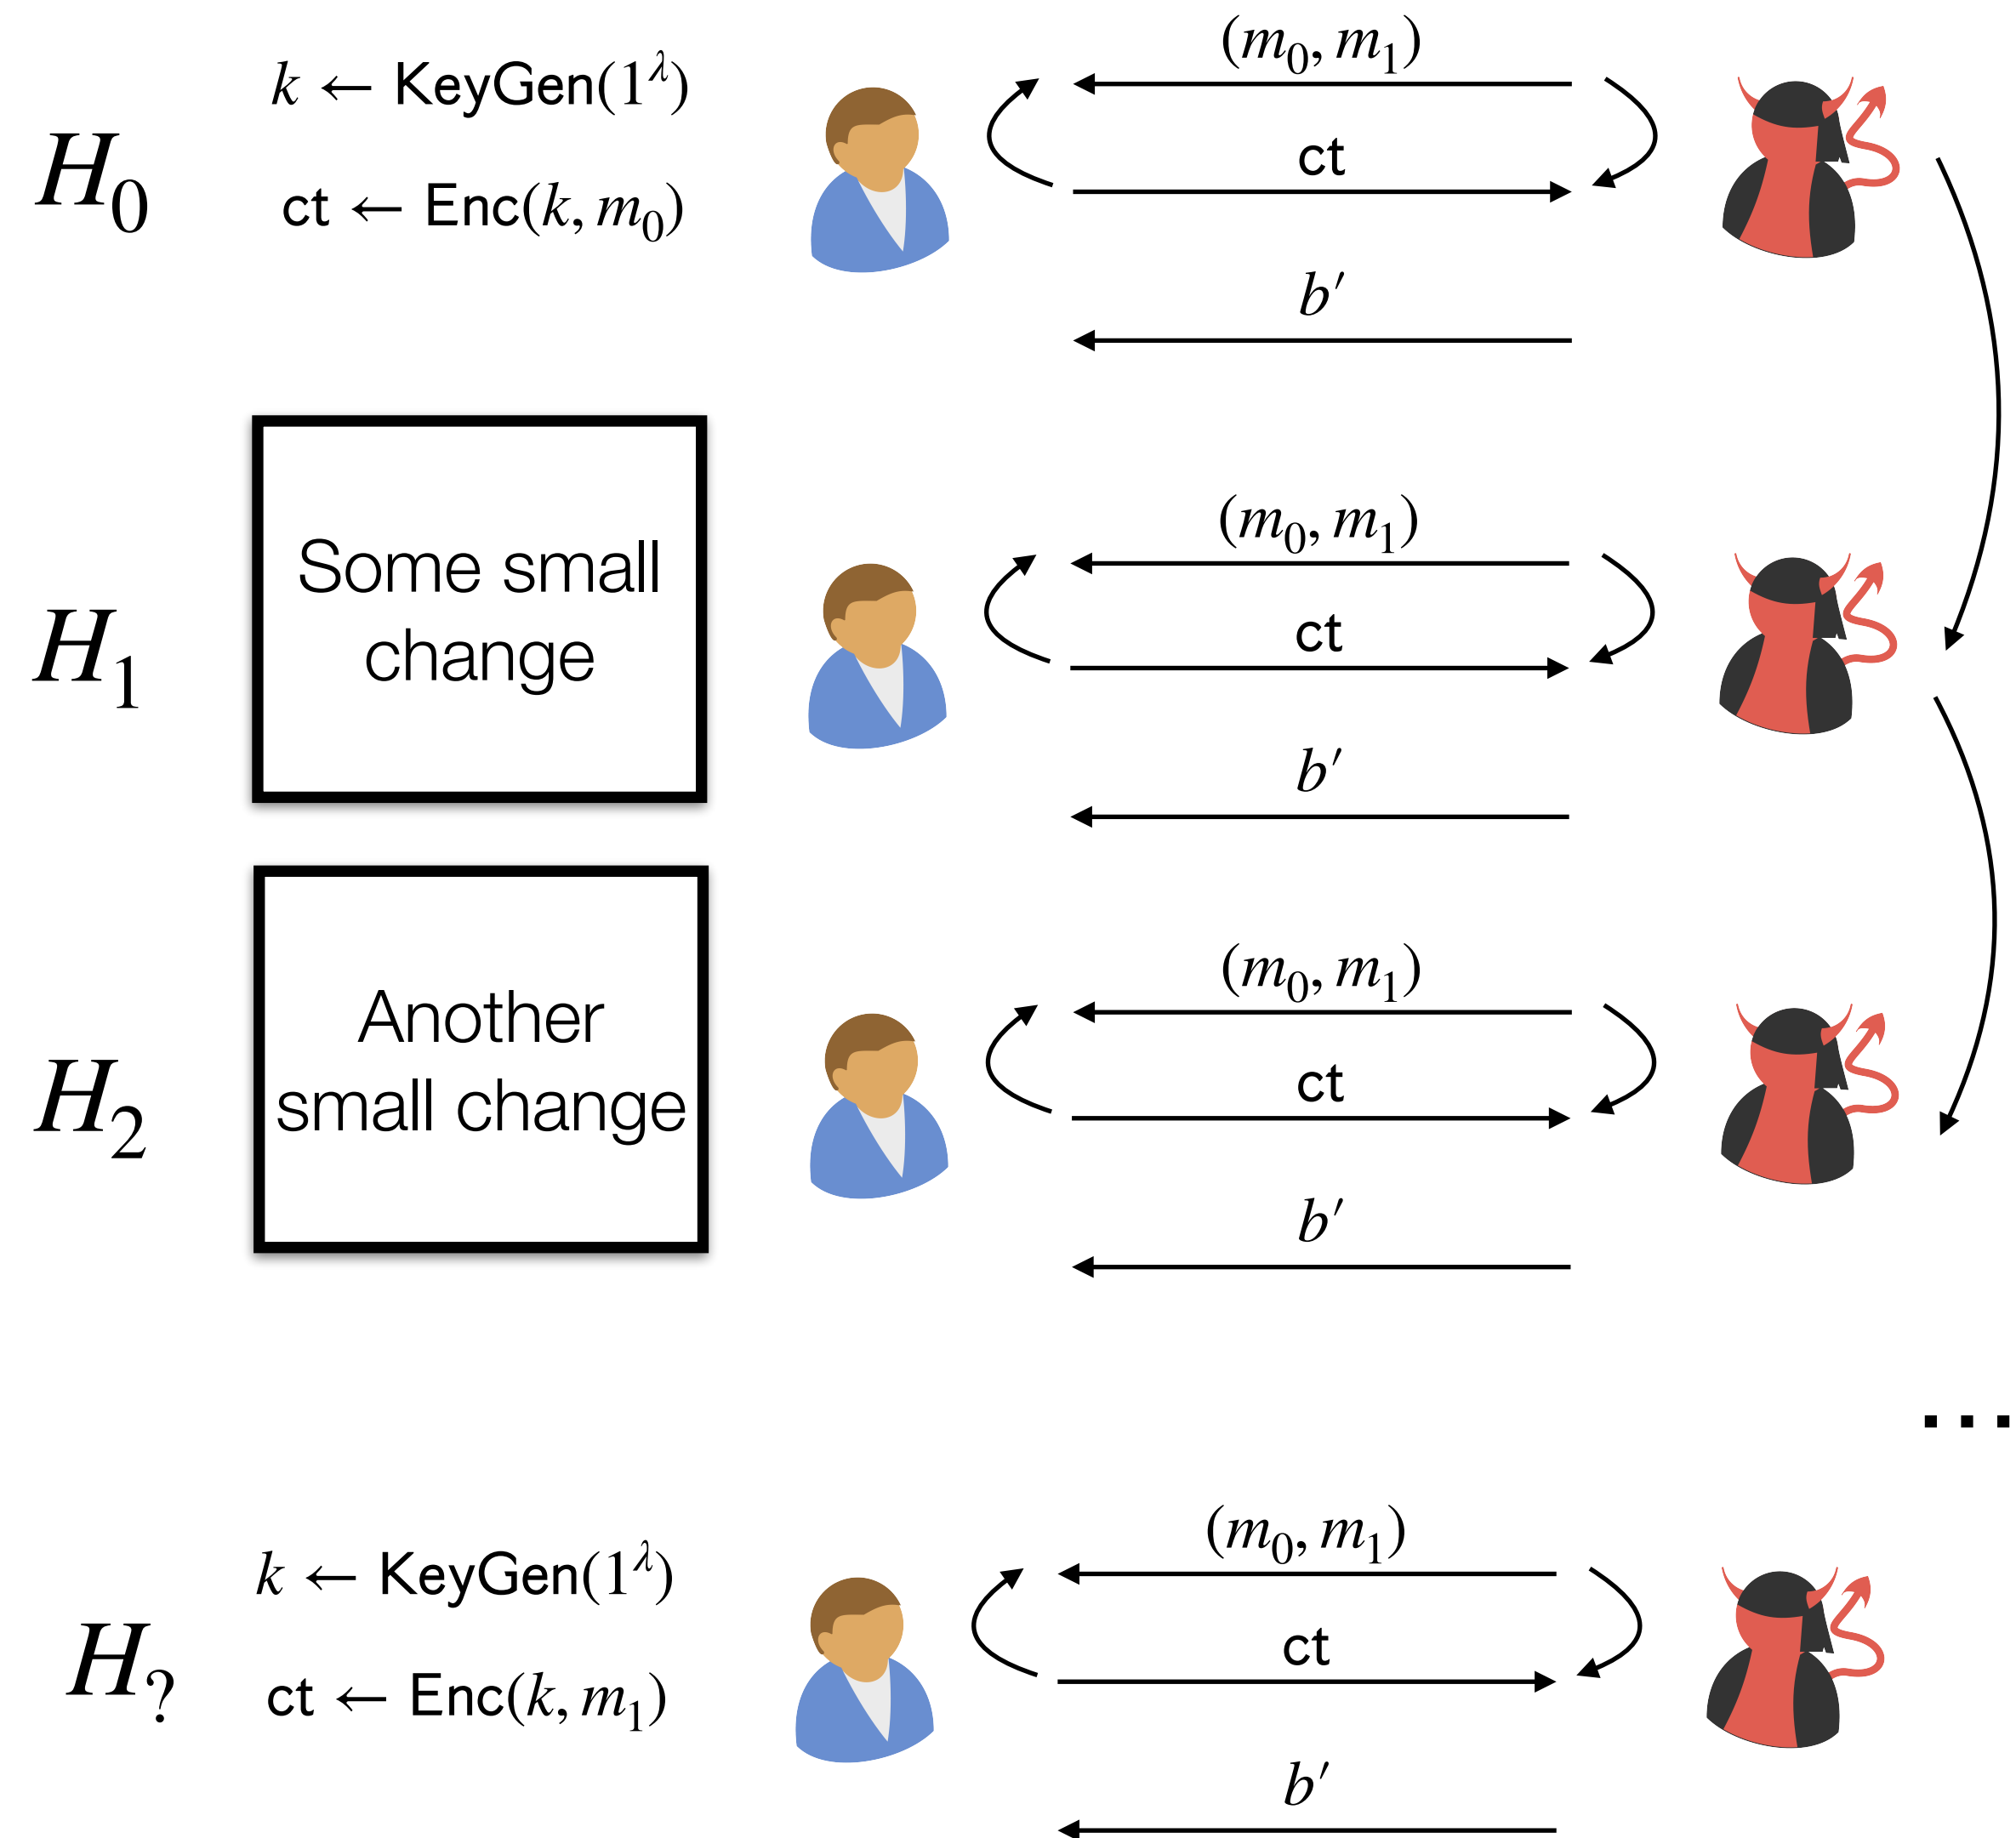 (m₀, m₁)
k ← KeyGen(1^λ)
H₀
ct
ct ← Enc(k, m₀)
b′
(m₀, m₁)
Some small
change
H₁
ct
b′
(m₀, m₁)
Another
small change
H₂
ct
b′
...
(m₀, m₁)
k ← KeyGen(1^λ)
H_?
ct
ct ← Enc(k, m₁)
b′